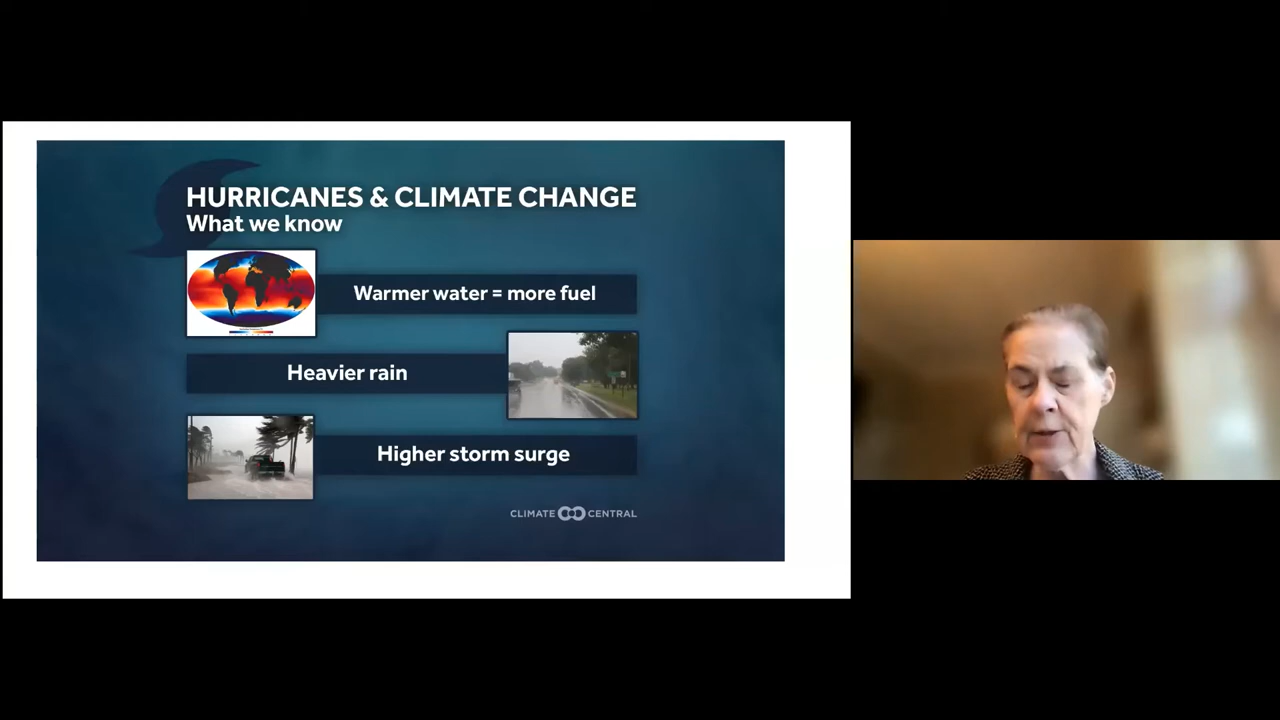 HURRICANES & CLIMATE CHANGE
What we know
Warmer water = more fuel
Heavier rain
Higher storm surge
CLIMATE CENTRAL